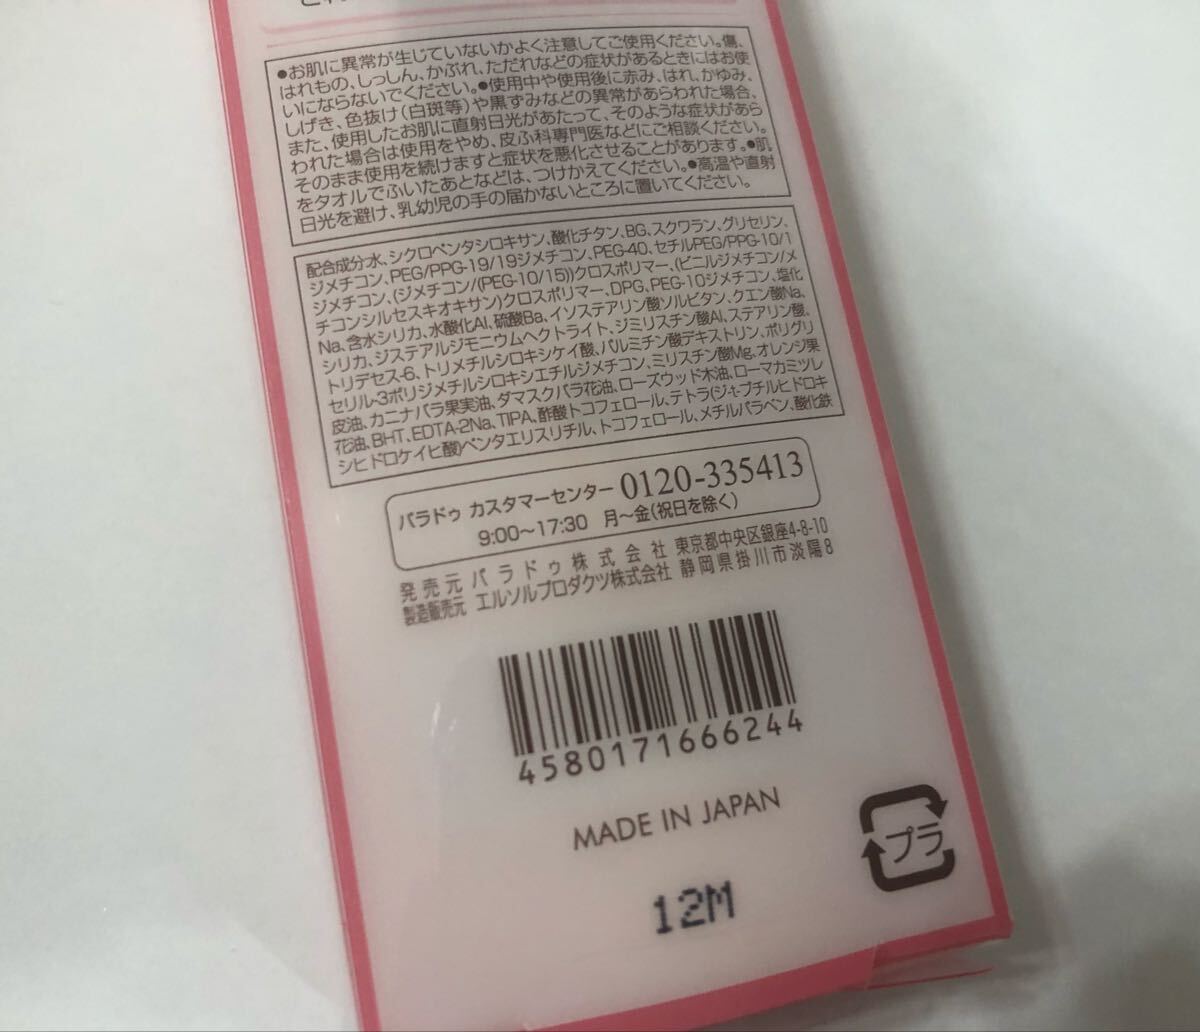 ●お肌に異常が生じていないかよく注意してご使用ください。傷、
はれもの、しっしん、かぶれ、ただれなどの症状があるときにはお使
いにならないでください。●使用中や使用後に赤み、はれ、かゆみ、
しげき、色抜け(白斑等)や黒ずみなどの異常があらわれた場合、
また、使用したお肌に直射日光があたって、そのような症状があら
われた場合は使用をやめ、皮ふ科専門医などにご相談ください。
そのまま使用を続けますと症状を悪化させることがあります。●肌
をタオルでふいたあとなどは、つけかえてください。●高温や直射
日光を避け、乳幼児の手の届かないところに置いてください。
配合成分:水、シクロペンタシロキサン、酸化チタン、BG、スクワラン、グリセリン、
ジメチコン、PEG/PPG-19/19ジメチコン、PEG-40、セチルPEG/PPG-10/1
ジメチコン、(ジメチコン/(PEG-10/15))クロスポリマー、(ビニルジメチコン/メ
チコンシルセスキオキサン)クロスポリマー、DPG、PEG-10ジメチコン、塩化
Na、含水シリカ、水酸化Al、硫酸Ba、イソステアリン酸ソルビタン、クエン酸Na、
シリカ、ジステアルジモニウムヘクトライト、ジミリスチン酸Al、ステアリン酸、
トリデセス-6、トリメチルシロキシケイ酸、パルミチン酸デキストリン、ポリグリ
セリル-3ポリジメチルシロキシエチルジメチコン、ミリスチン酸Mg、オレンジ果
皮油、カニナバラ果実油、ダマスクバラ花油、ローズウッド木油、ローマカミツレ
花油、BHT、EDTA-2Na、TIPA、酢酸トコフェロール、テトラ(ジ-t-ブチルヒドロキ
シヒドロケイヒ酸)ペンタエリスリチル、トコフェロール、メチルパラベン、酸化鉄
パラドゥ カスタマーセンター 0120-335413
9:00〜17:30 月〜金(祝日を除く)
発売元 パラドゥ株式会社 東京都中央区銀座4-8-10
製造販売元 エルソルプロダクツ株式会社 静岡県掛川市淡陽8
4580171666244
MADE IN JAPAN
プラ
12M